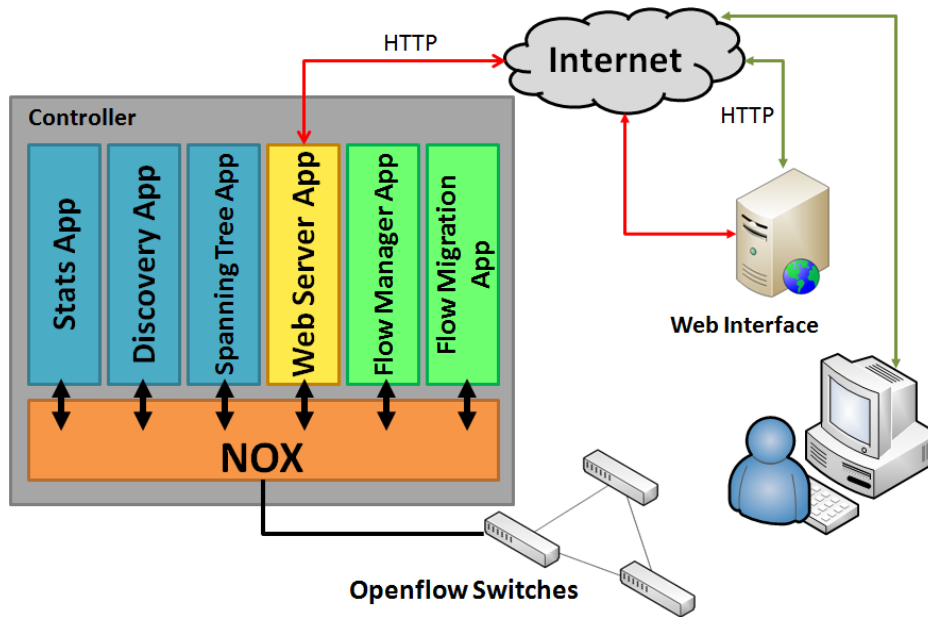 HTTP
Internet
Controller
HTTP
Stats App
Discovery App
Spanning Tree App
Web Server App
Flow Manager App
Flow Migration
App
Web Interface
NOX
Openflow Switches